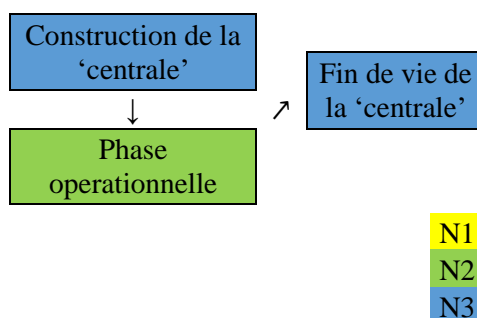 Construction de la
‘centrale’
↓
Phase
operationnelle
↗
Fin de vie de
la ‘centrale’
N1
N2
N3